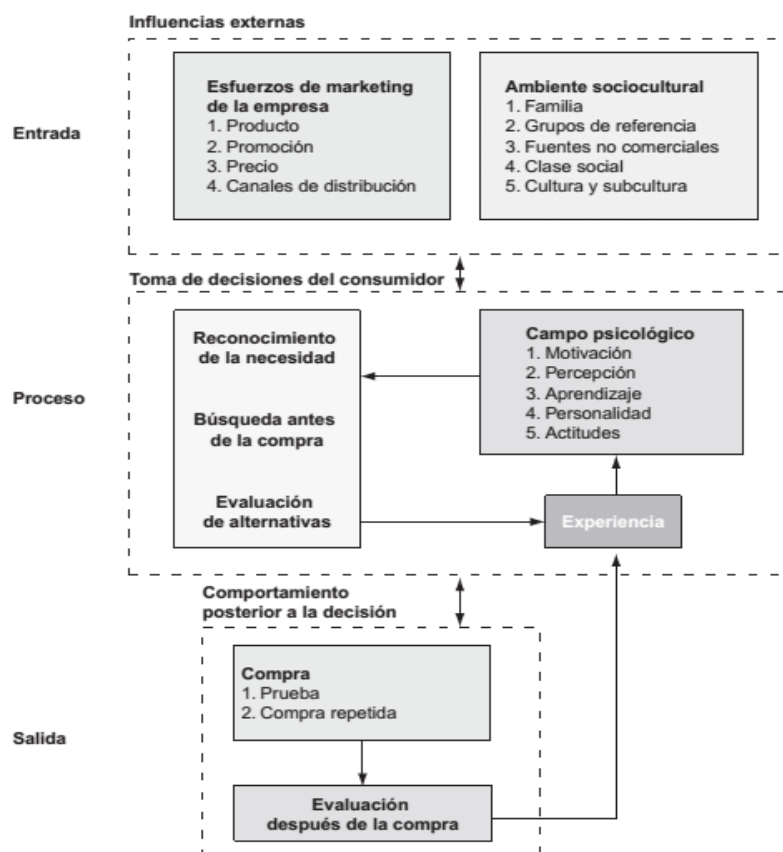 Influencias externas
Entrada
Esfuerzos de marketing
de la empresa
1. Producto
2. Promoción
3. Precio
4. Canales de distribución
Ambiente sociocultural
1. Familia
2. Grupos de referencia
3. Fuentes no comerciales
4. Clase social
5. Cultura y subcultura
Toma de decisiones del consumidor
Proceso
Reconocimiento
de la necesidad
Búsqueda antes
de la compra
Evaluación
de alternativas
Campo psicológico
1. Motivación
2. Percepción
3. Aprendizaje
4. Personalidad
5. Actitudes
Experiencia
Comportamiento
posterior a la decisión
Salida
Compra
1. Prueba
2. Compra repetida
Evaluación
después de la compra